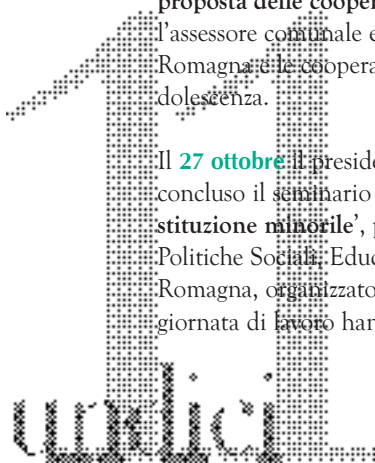 proposta delle cooper
l'assessore comunale e
Romagna e le coopera
dolescenza.
Il 27 ottobre il preside
concluso il seminario
stituzione minorile', p
Politiche Sociali, Educ
Romagna, organizzato
giornata di lavoro han
11
undici